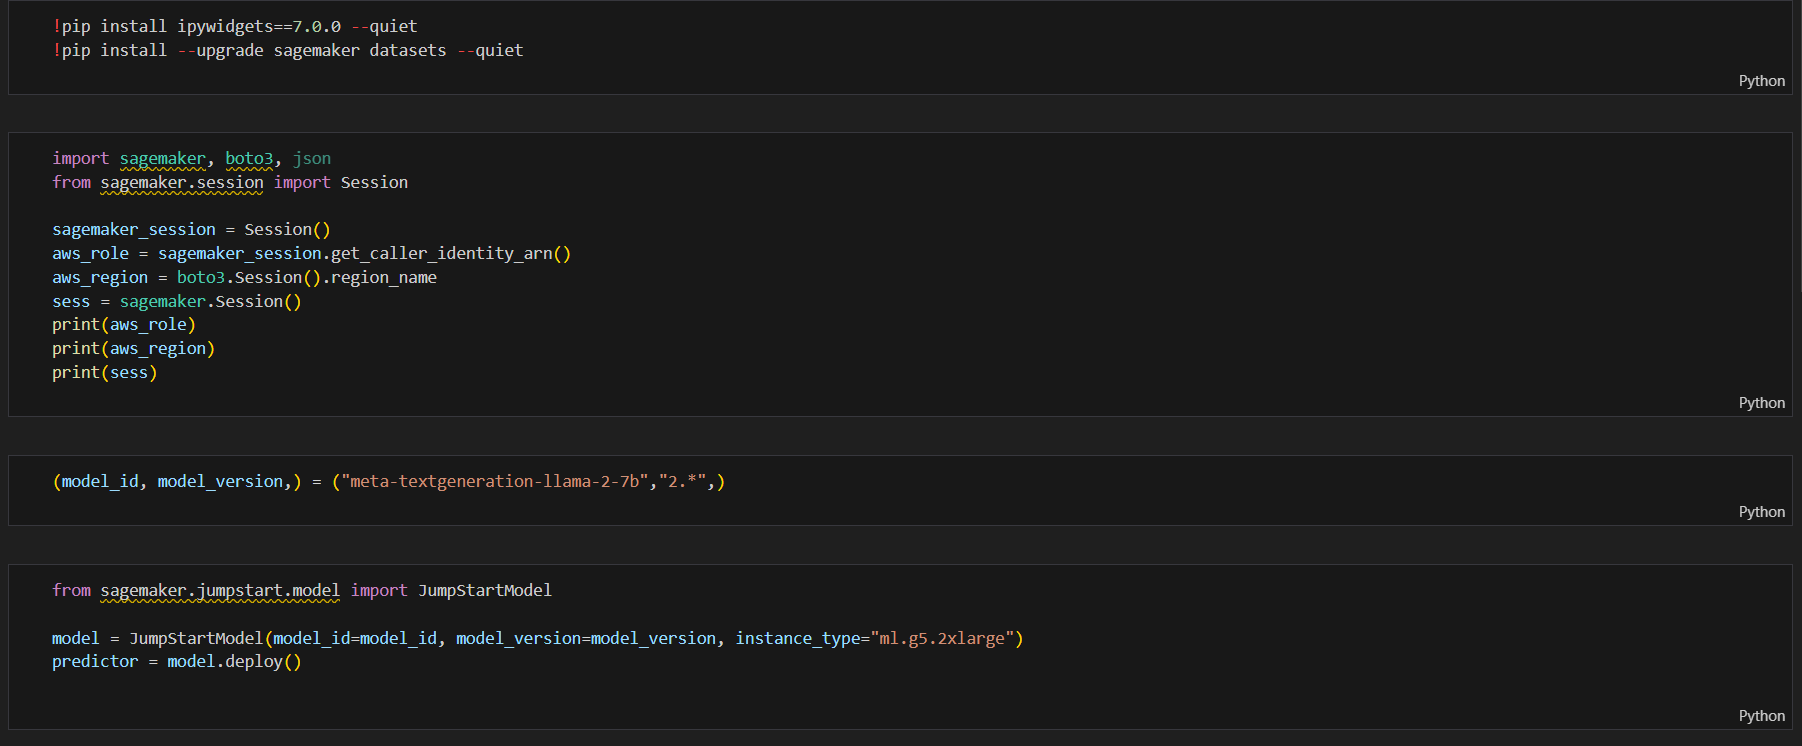 !pip install ipywidgets==7.0.0 --quiet
!pip install --upgrade sagemaker datasets --quiet
Python
import sagemaker, boto3, json
from sagemaker.session import Session
sagemaker_session = Session()
aws_role = sagemaker_session.get_caller_identity_arn()
aws_region = boto3.Session().region_name
sess = sagemaker.Session()
print(aws_role)
print(aws_region)
print(sess)
Python
(model_id, model_version,) = ("meta-textgeneration-llama-2-7b","2.*",)
Python
from sagemaker.jumpstart.model import JumpStartModel
model = JumpStartModel(model_id=model_id, model_version=model_version, instance_type="ml.g5.2xlarge")
predictor = model.deploy()
Python